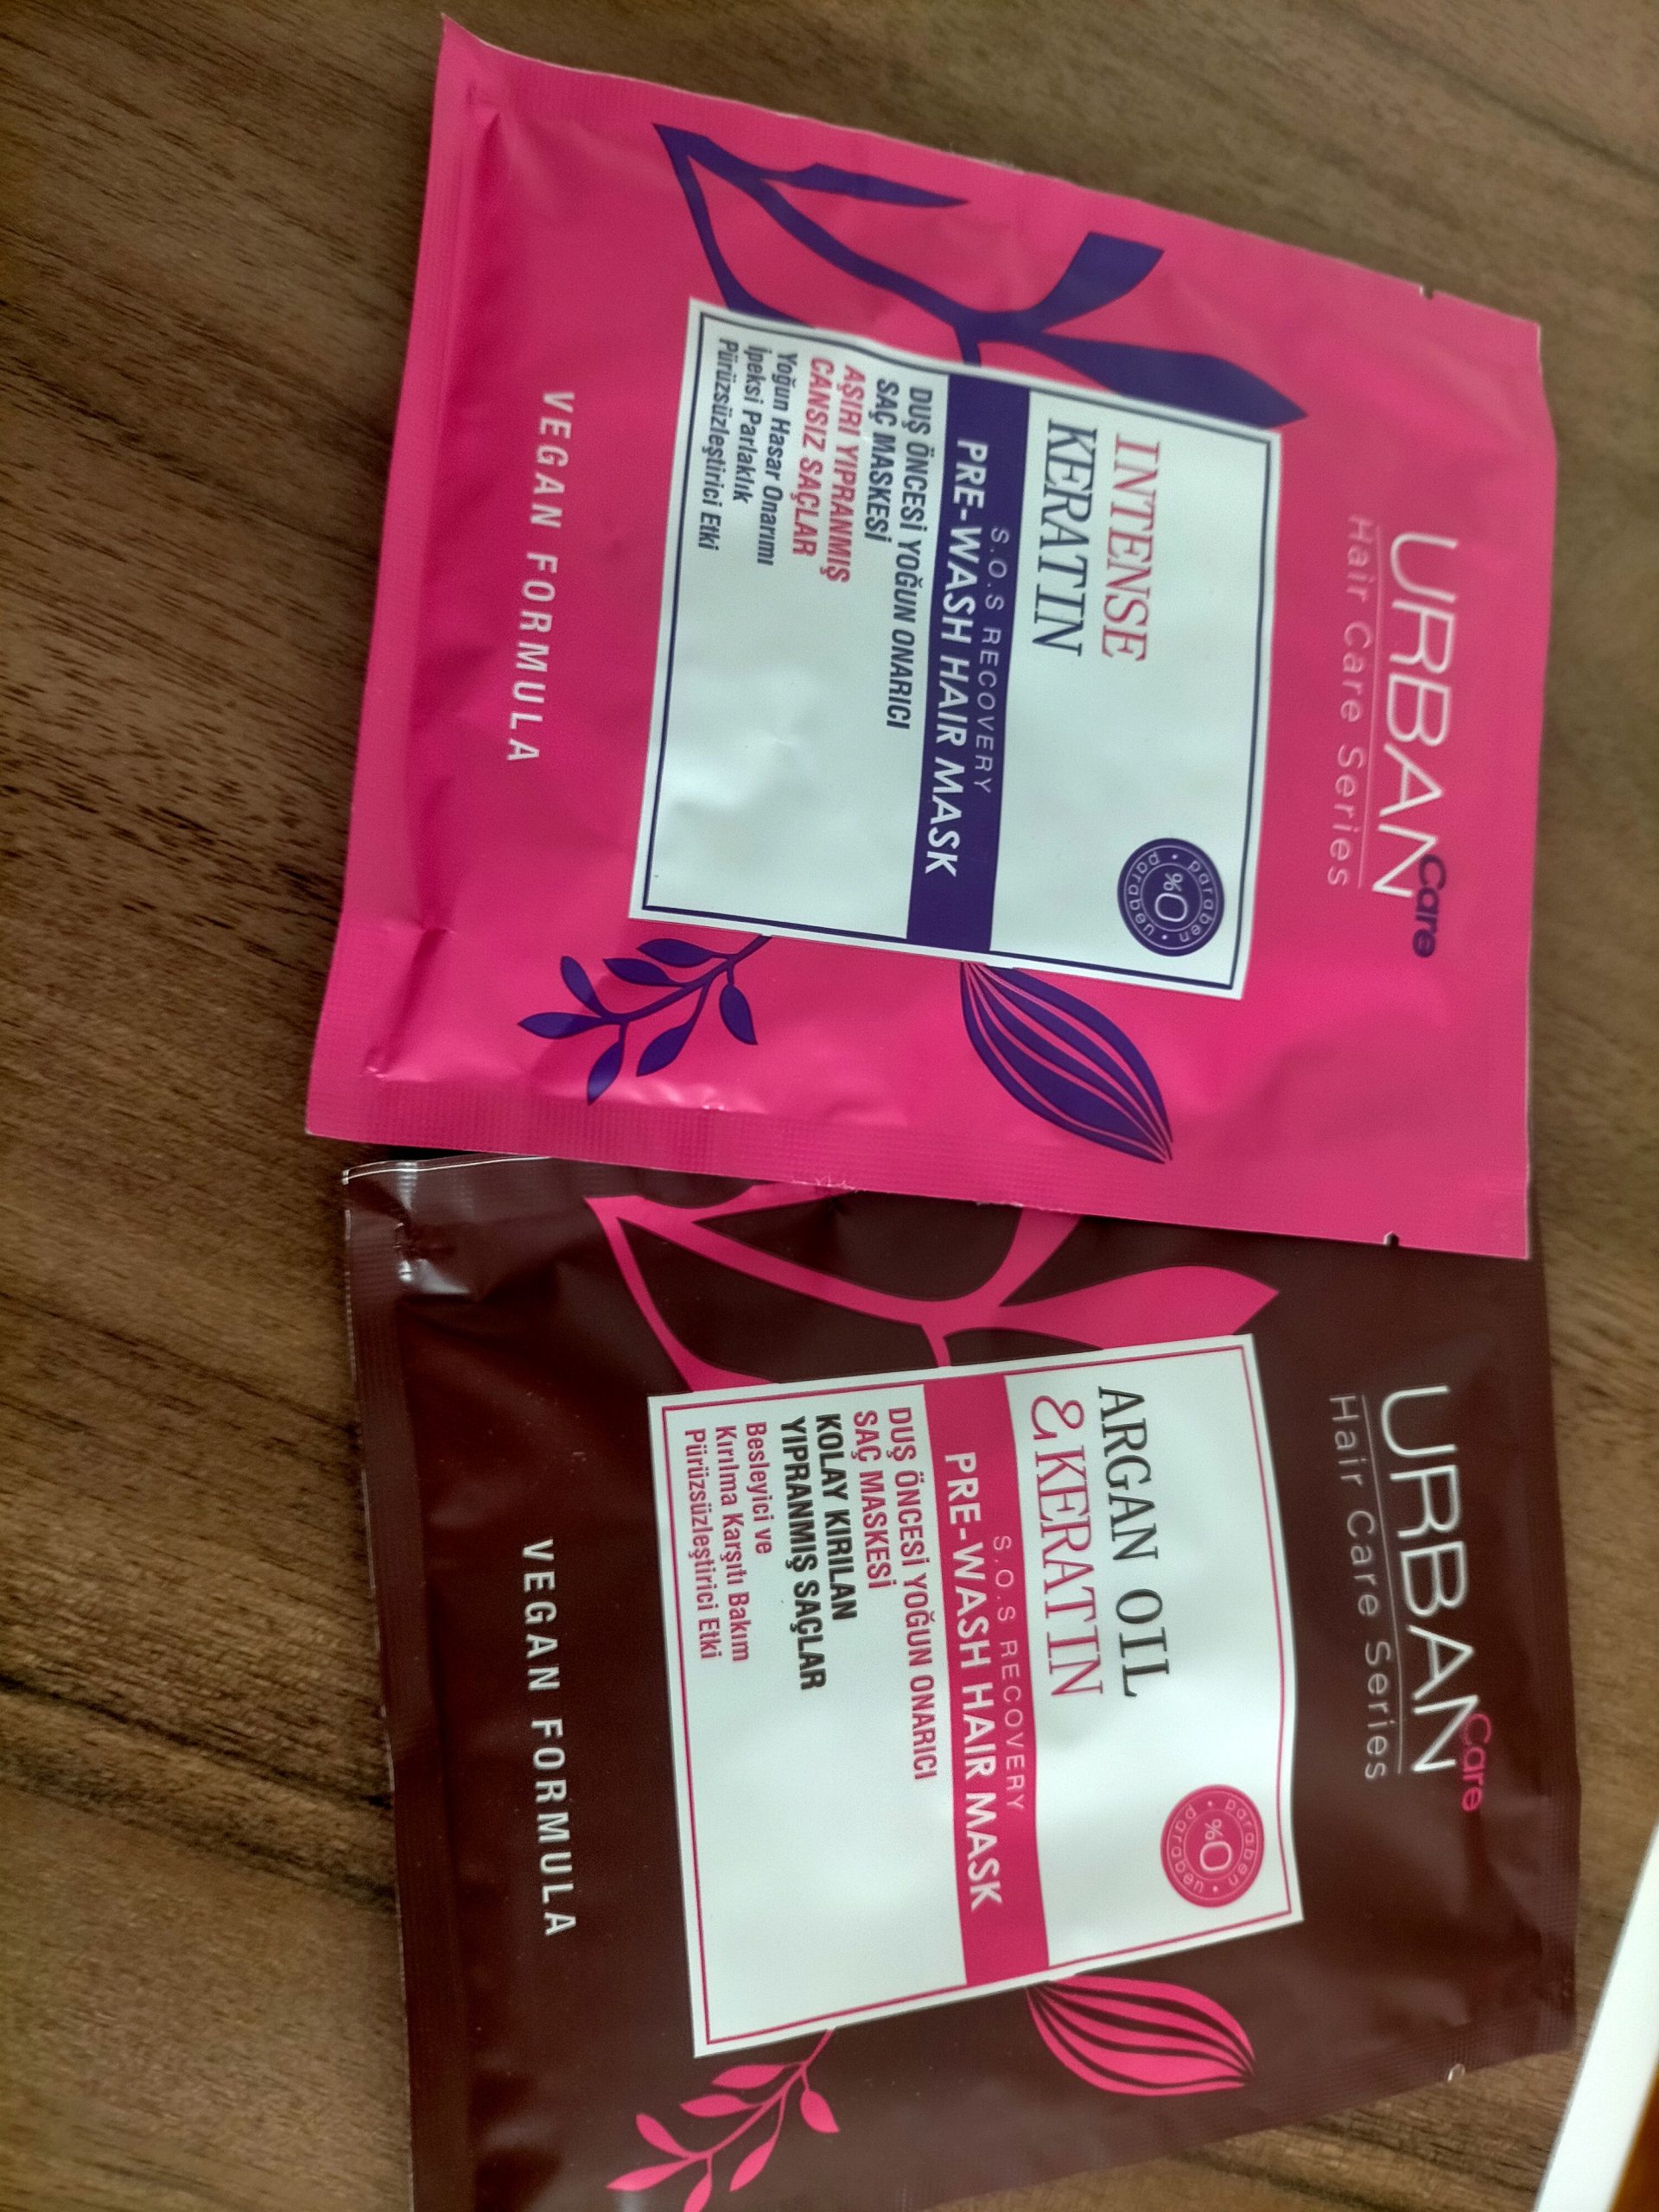 URBAN Care
Hair Care Series
INTENSE
KERATIN
%0
paraben • paraben •
S.O.S RECOVERY
PRE-WASH HAIR MASK
DUŞ ÖNCESİ YOĞUN ONARICI
SAÇ MASKESİ
AŞIRI YIPRANMIŞ
CANSIZ SAÇLAR
Yoğun Hasar Onarımı
İpeksi Parlaklık
Pürüzsüzleştirici Etki
VEGAN FORMULA
URBAN Care
Hair Care Series
ARGAN OIL
& KERATIN
%0
paraben • paraben •
S.O.S RECOVERY
PRE-WASH HAIR MASK
DUŞ ÖNCESİ YOĞUN ONARICI
SAÇ MASKESİ
KOLAY KIRILAN
YIPRANMIŞ SAÇLAR
Besleyici ve
Kırılma Karşıtı Bakım
Pürüzsüzleştirici Etki
VEGAN FORMULA